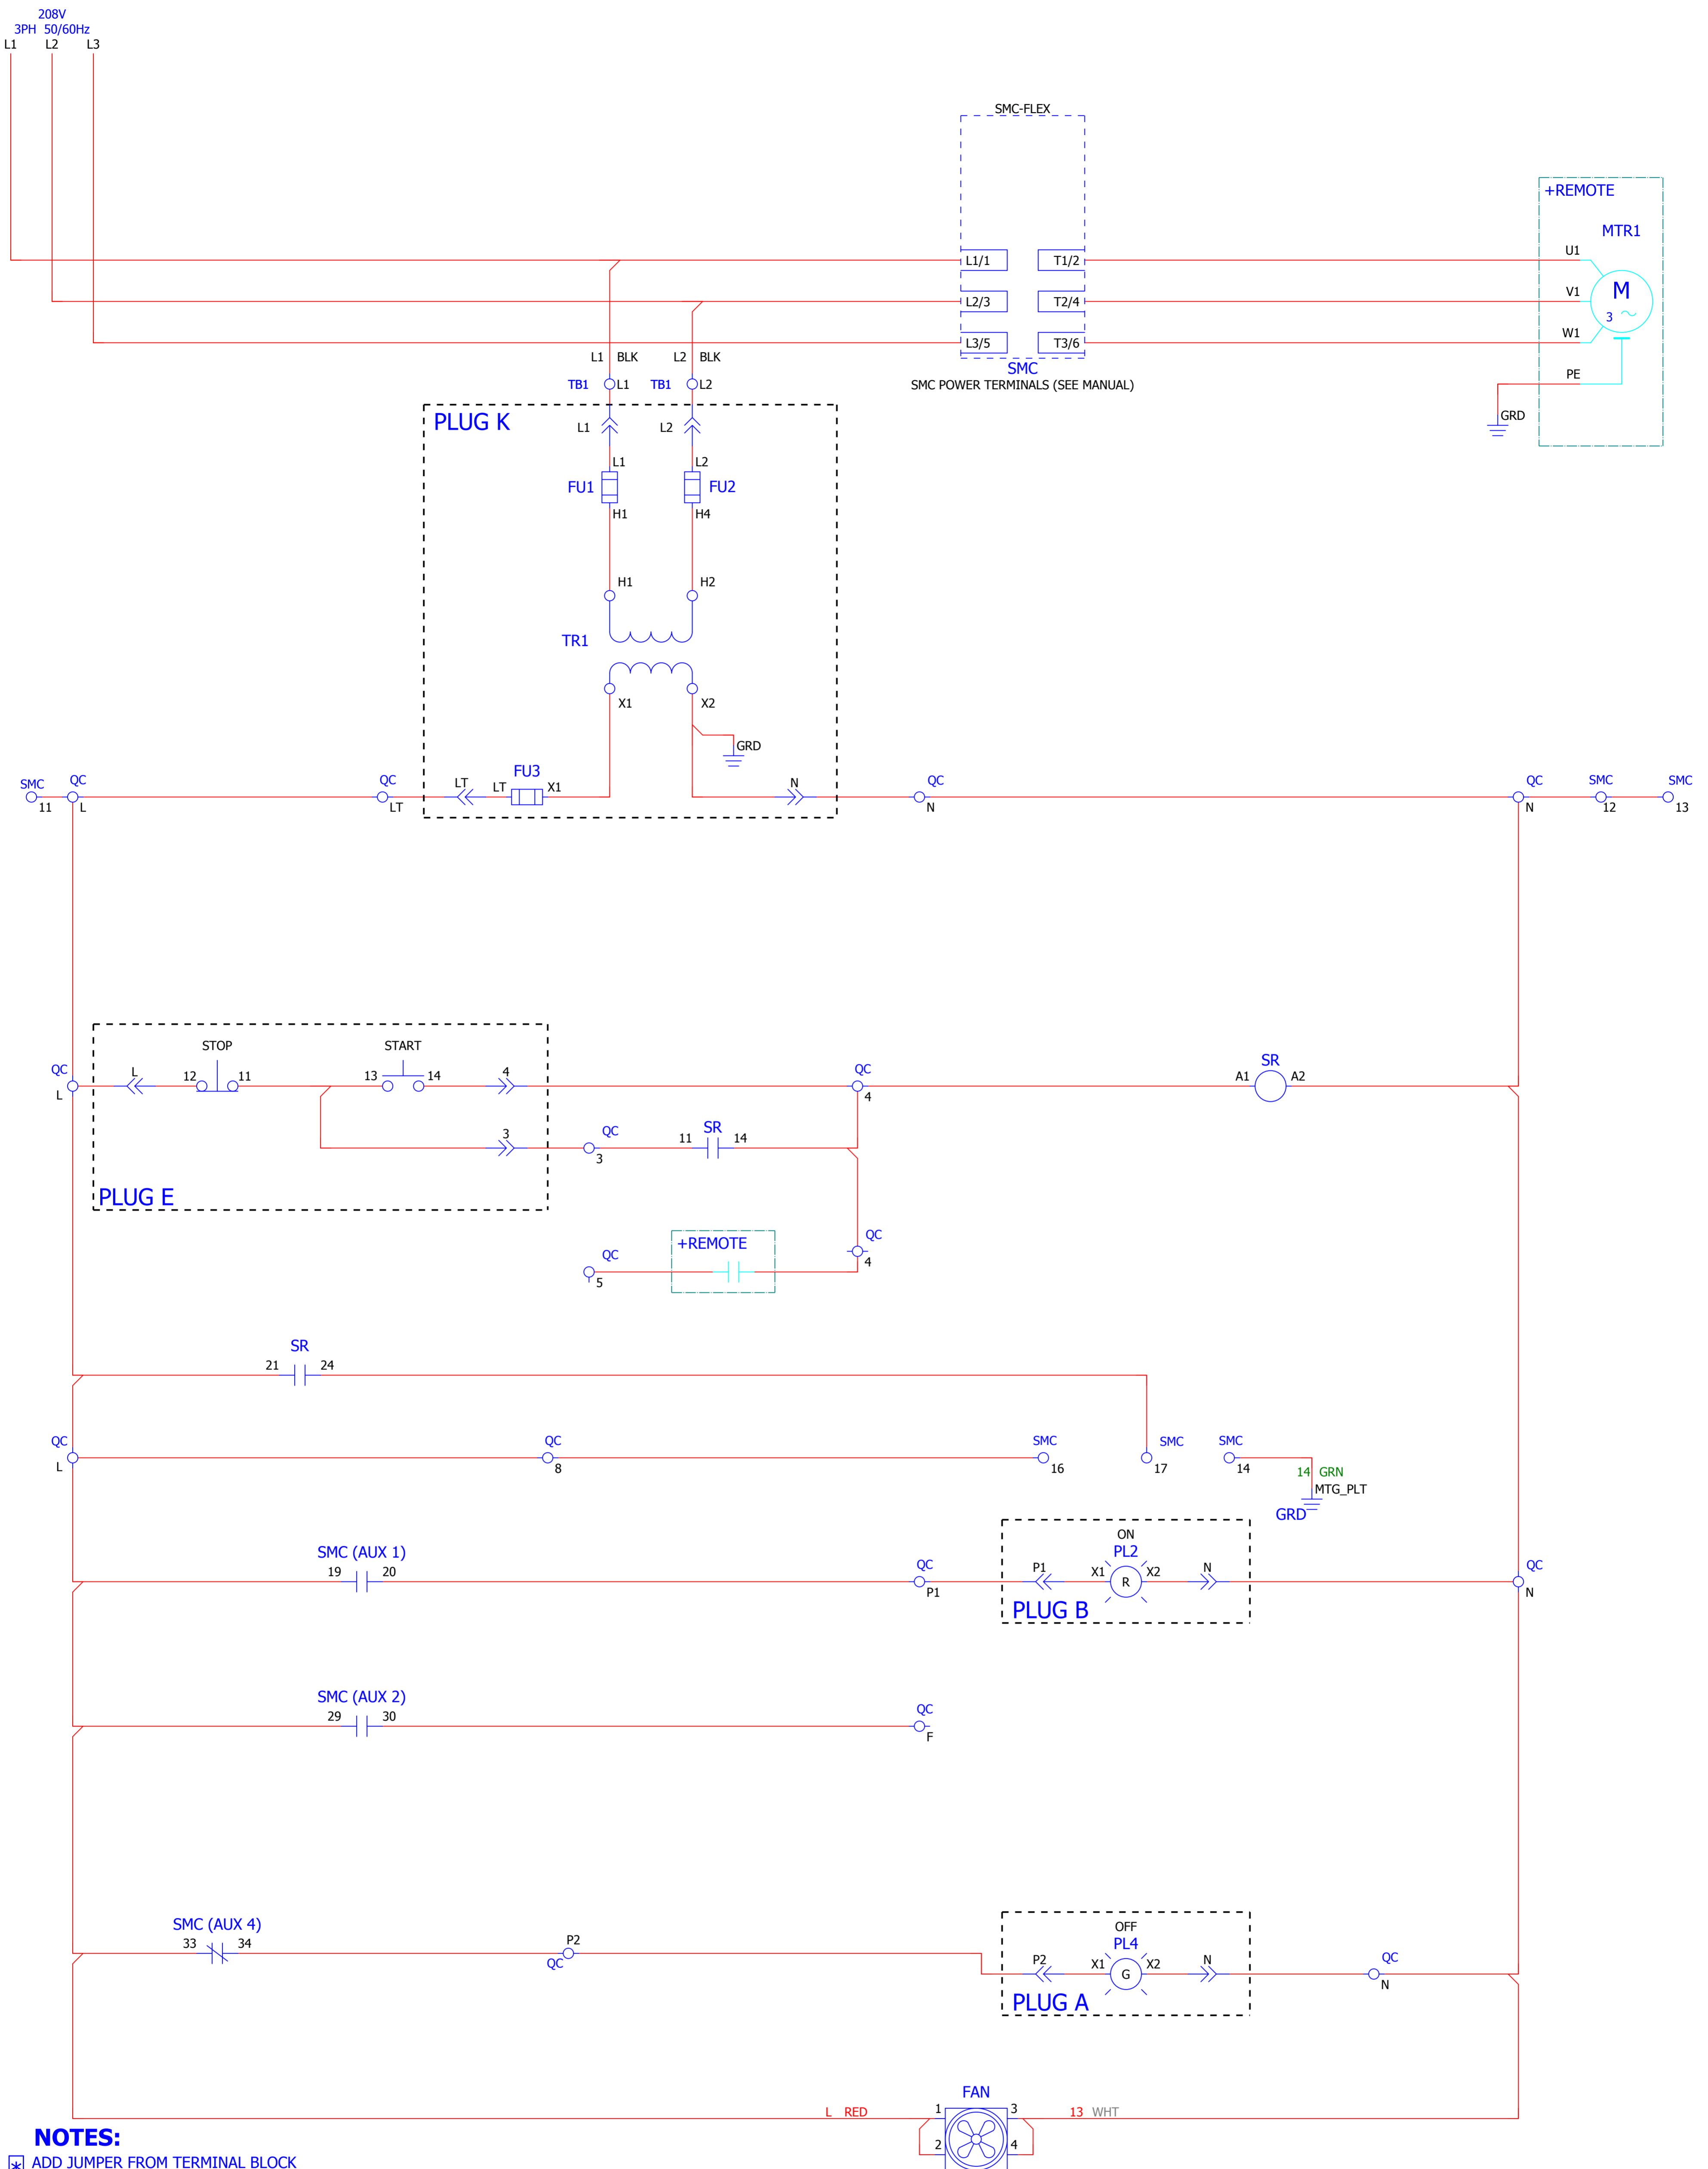 208V
3PH 50/60Hz
L1 L2 L3
SMC-FLEX
+REMOTE
MTR1
L1/1 T1/2 U1
L2/3 T2/4 V1
M
3
L3/5 T3/6 W1
SMC
SMC POWER TERMINALS (SEE MANUAL)
PE
GRD
L1 BLK L2 BLK
TB1 L1 TB1 L2
PLUG K
L1 L2
L1 L2
FU1 FU2
H1 H4
H1 H2
TR1
X1 X2
GRD
SMC QC QC LT LT FU3 X1 N QC QC SMC SMC
11 L LT N N 12 13
STOP START
QC L 12 11 13 14 4 QC SR
L 4 A1 A2
3 QC 11 SR 14
3
PLUG E
+REMOTE
QC QC
5 4
SR
21 24
QC QC SMC SMC SMC
L 8 16 17 14
14 GRN
MTG_PLT
GRD
ON
SMC (AUX 1) PL2
19 20 QC P1 X1 R X2 N QC
P1 N
PLUG B
SMC (AUX 2)
29 30 QC
F
SMC (AUX 4) OFF
33 34 P2 PL4
QC P2 X1 G X2 N QC
N
PLUG A
FAN
L RED 1 3 13 WHT
2 4
NOTES:
* ADD JUMPER FROM TERMINAL BLOCK